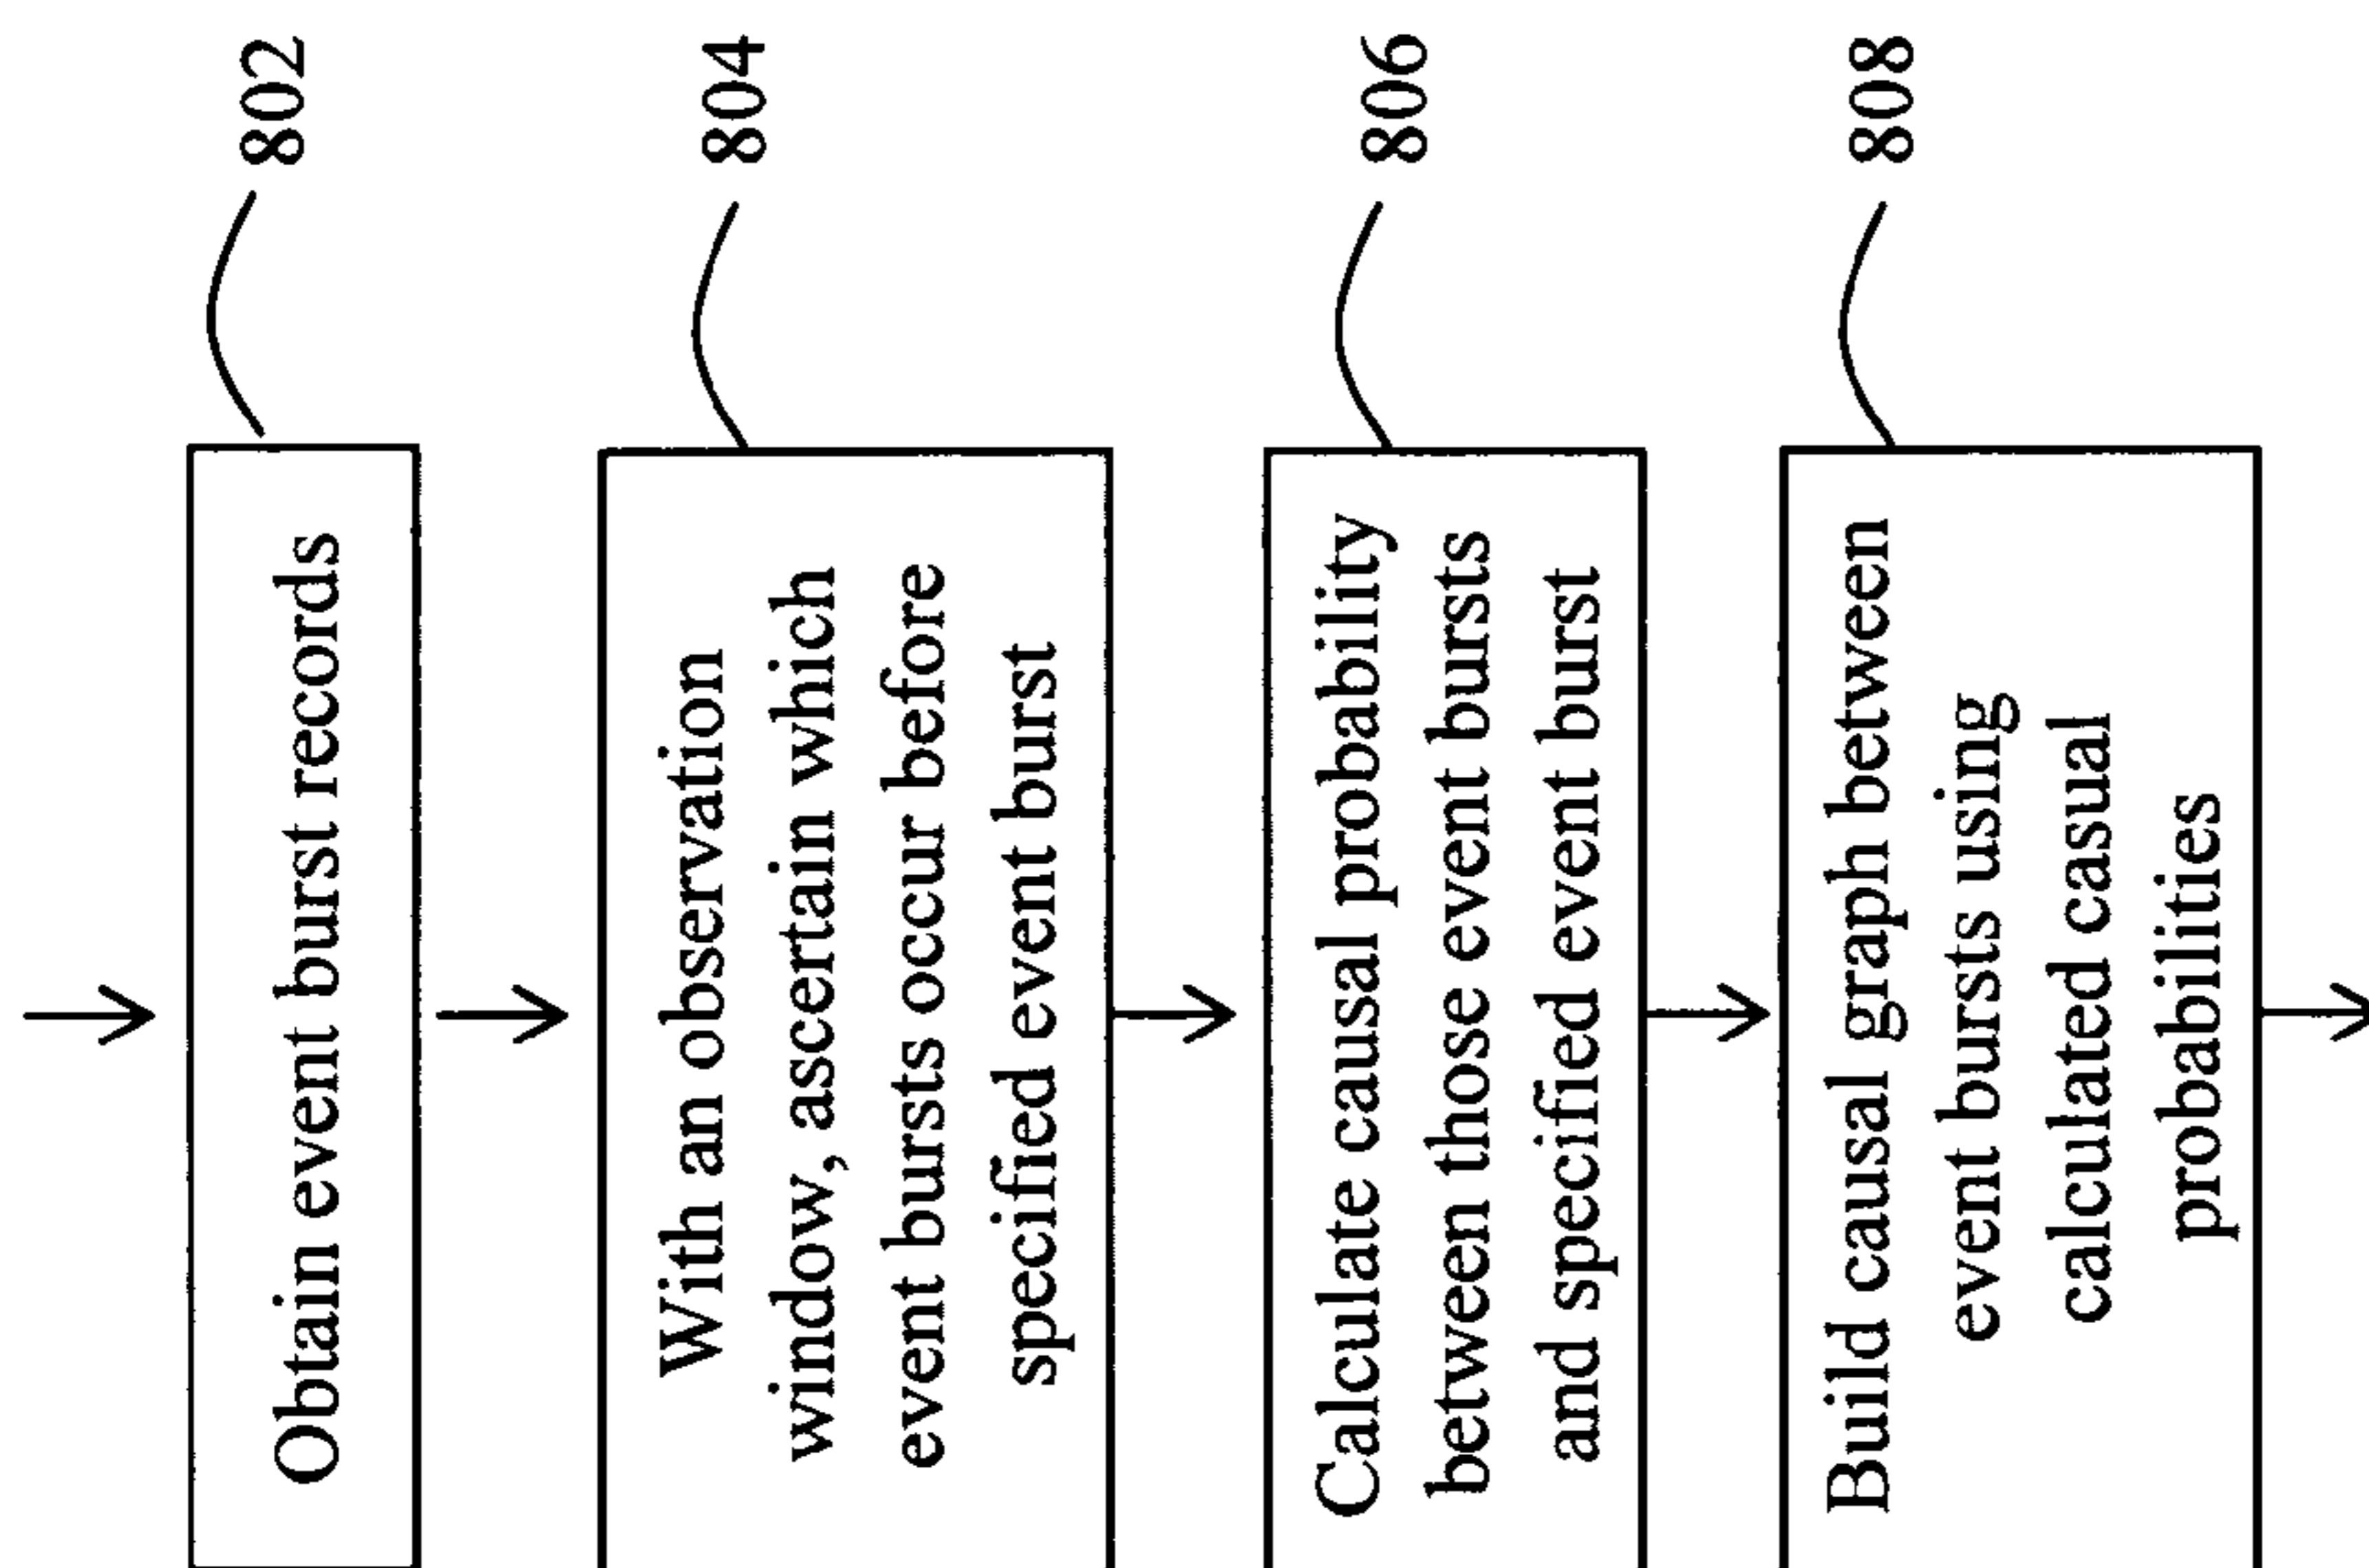 802
Obtain event burst records
804
With an observation
window, ascertain which
event bursts occur before
specified event burst
806
Calculate causal probability
between those event bursts
and specified event burst
808
Build causal graph between
event bursts using
calculated casual
probabilities